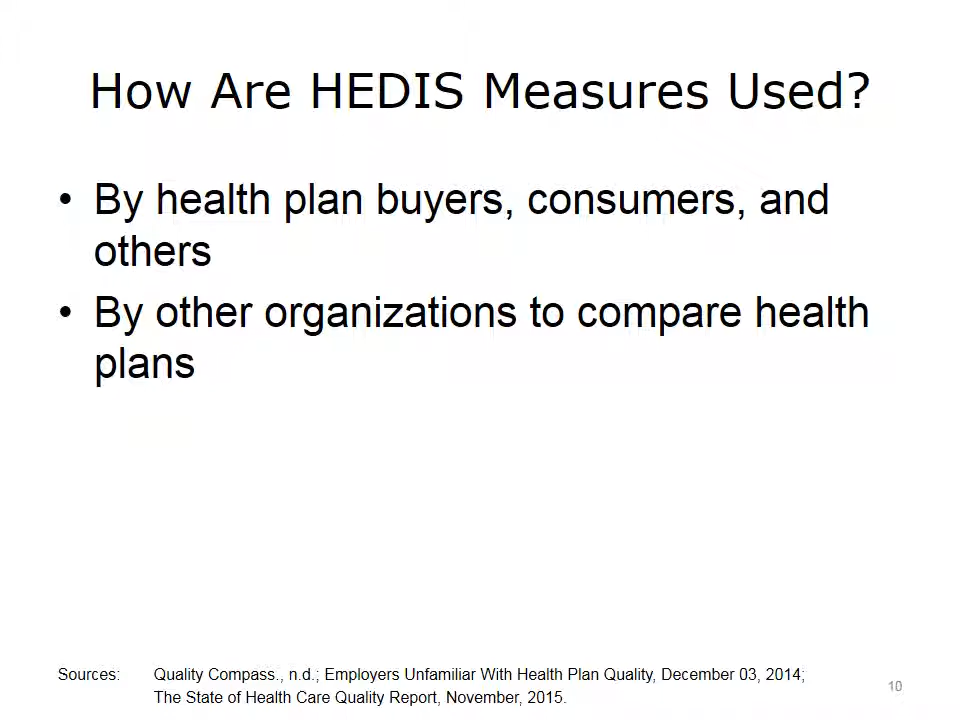 How Are HEDIS Measures Used?
• By health plan buyers, consumers, and
others
• By other organizations to compare health
plans
Sources: Quality Compass., n.d.; Employers Unfamiliar With Health Plan Quality, December 03, 2014;
The State of Health Care Quality Report, November, 2015.
10